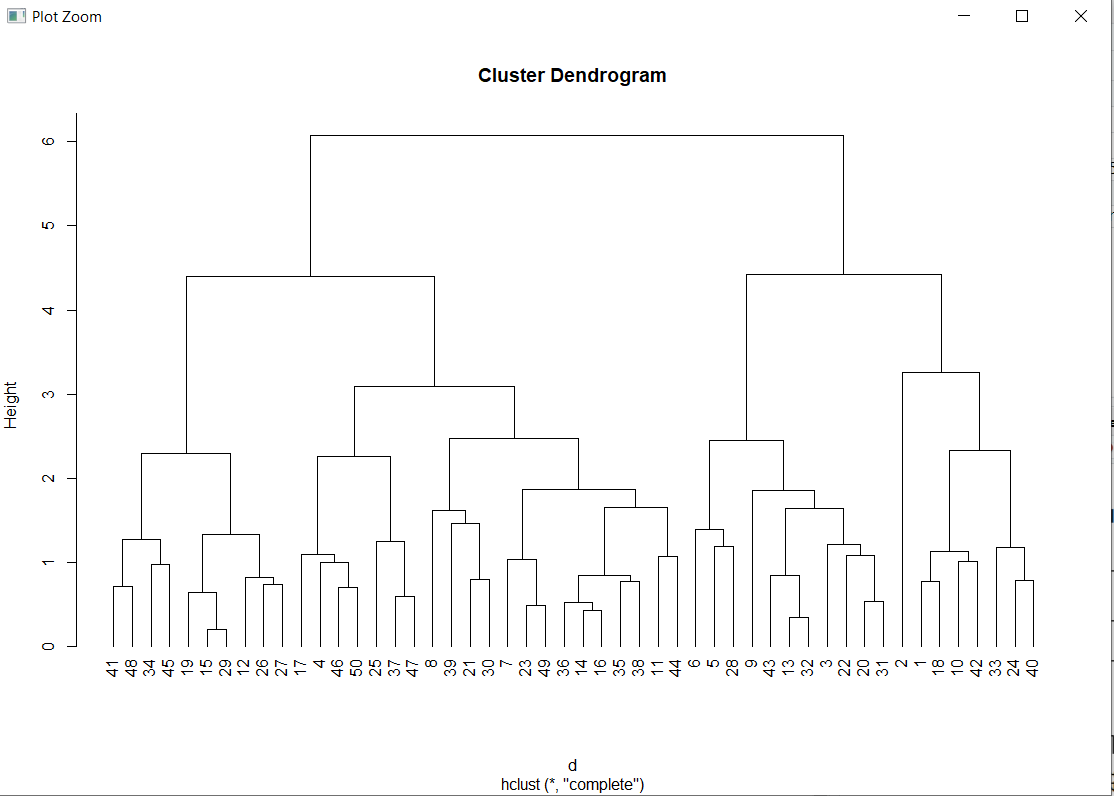 Plot Zoom
Cluster Dendrogram
6
5
4
3
2
1
0
Height
41 48 34 45 19 15 29 12 26 27 17 4 46 50 25 37 47 8 39 21 30 7 23 49 36 14 16 35 38 11 44 6 5 28 9 43 13 32 3 22 20 31 2 1 18 10 42 33 24 40
d
hclust (*, "complete")